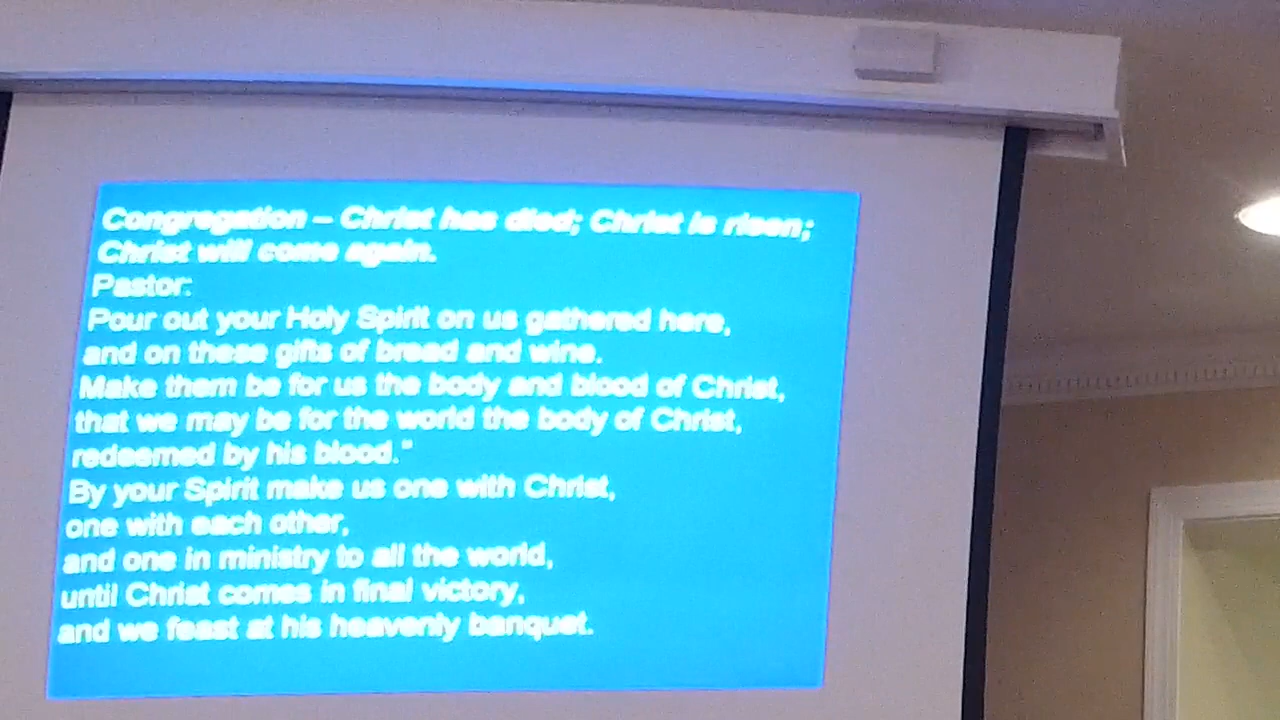 Congregation – Christ has died; Christ is risen;
Christ will come again.
Pastor:
Pour out your Holy Spirit on us gathered here,
and on these gifts of bread and wine.
Make them be for us the body and blood of Christ,
that we may be for the world the body of Christ,
redeemed by his blood."
By your Spirit make us one with Christ,
one with each other,
and one in ministry to all the world,
until Christ comes in final victory,
and we feast at his heavenly banquet.